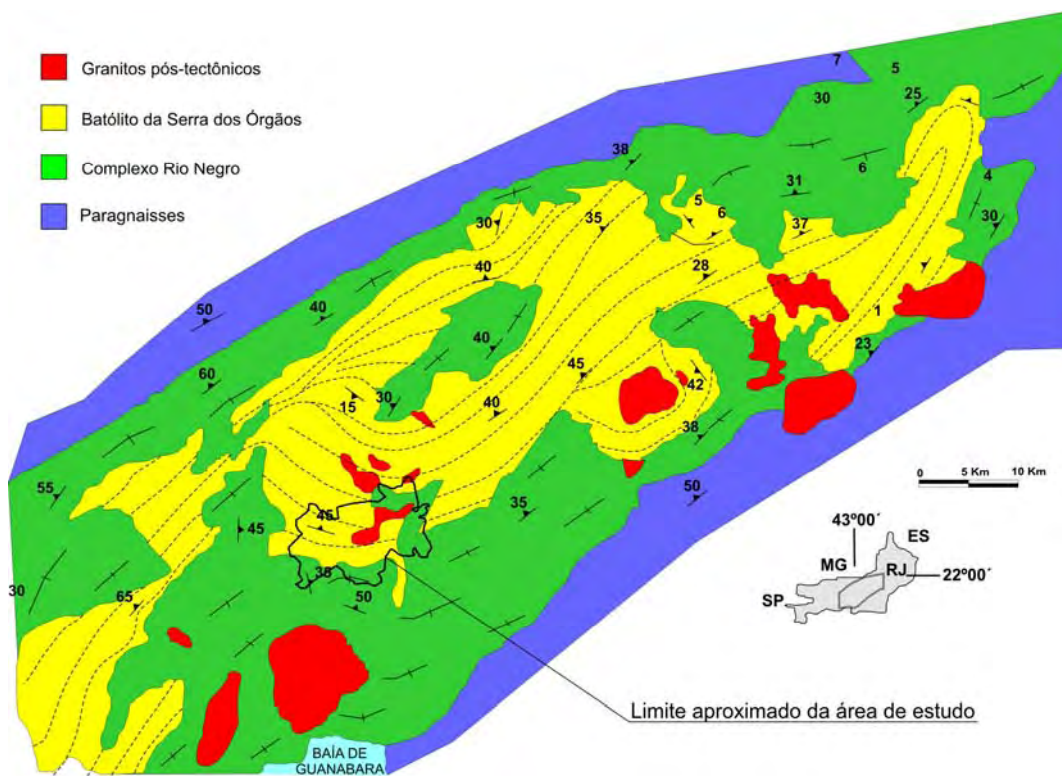 Granitos pós-tectônicos
Batólito da Serra dos Órgãos
Complexo Rio Negro
Paragnaisses
7
5
30
25
38
4
31
6
5
6
30
35
30
37
28
40
50
40
1
40
23
60
45
42
15
30
40
38
55
35
50
45
45
38
30
65
50
0 5 Km 10 Km
43º00´
ES
MG
RJ
22º00´
SP
Limite aproximado da área de estudo
BAÍA DE
GUANABARA